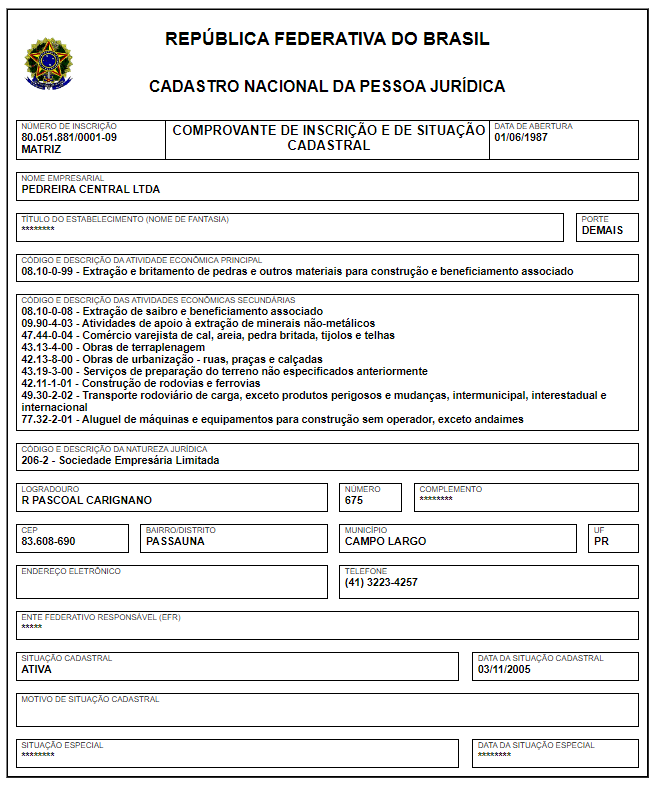 REPÚBLICA FEDERATIVA DO BRASIL
CADASTRO NACIONAL DA PESSOA JURÍDICA
NÚMERO DE INSCRIÇÃO
80.051.881/0001-09
MATRIZ
COMPROVANTE DE INSCRIÇÃO E DE SITUAÇÃO
CADASTRAL
DATA DE ABERTURA
01/06/1987
NOME EMPRESARIAL
PEDREIRA CENTRAL LTDA
TÍTULO DO ESTABELECIMENTO (NOME DE FANTASIA)
********
PORTE
DEMAIS
CÓDIGO E DESCRIÇÃO DA ATIVIDADE ECONÔMICA PRINCIPAL
08.10-0-99 - Extração e britamento de pedras e outros materiais para construção e beneficiamento associado
CÓDIGO E DESCRIÇÃO DAS ATIVIDADES ECONÔMICAS SECUNDÁRIAS
08.10-0-08 - Extração de saibro e beneficiamento associado
09.90-4-03 - Atividades de apoio à extração de minerais não-metálicos
47.44-0-04 - Comércio varejista de cal, areia, pedra britada, tijolos e telhas
43.13-4-00 - Obras de terraplenagem
42.13-8-00 - Obras de urbanização - ruas, praças e calçadas
43.19-3-00 - Serviços de preparação do terreno não especificados anteriormente
42.11-1-01 - Construção de rodovias e ferrovias
49.30-2-02 - Transporte rodoviário de carga, exceto produtos perigosos e mudanças, intermunicipal, interestadual e
internacional
77.32-2-01 - Aluguel de máquinas e equipamentos para construção sem operador, exceto andaimes
CÓDIGO E DESCRIÇÃO DA NATUREZA JURÍDICA
206-2 - Sociedade Empresária Limitada
LOGRADOURO
R PASCOAL CARIGNANO
NÚMERO
675
COMPLEMENTO
********
CEP
83.608-690
BAIRRO/DISTRITO
PASSAUNA
MUNICÍPIO
CAMPO LARGO
UF
PR
ENDEREÇO ELETRÔNICO
TELEFONE
(41) 3223-4257
ENTE FEDERATIVO RESPONSÁVEL (EFR)
*****
SITUAÇÃO CADASTRAL
ATIVA
DATA DA SITUAÇÃO CADASTRAL
03/11/2005
MOTIVO DE SITUAÇÃO CADASTRAL
SITUAÇÃO ESPECIAL
********
DATA DA SITUAÇÃO ESPECIAL
********